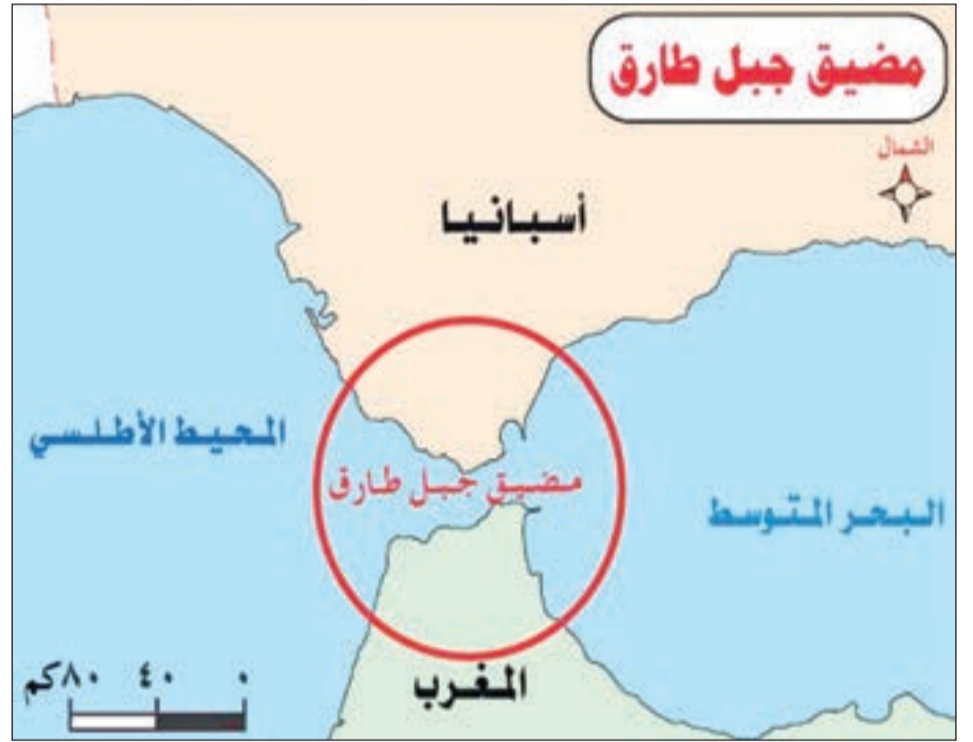 مضيق جبل طارق
الشمال
أسبانيا
المحيط الأطلسي
مضيق جبل طارق
البحر المتوسط
المغرب
٠ ٤٠ ٨٠كم